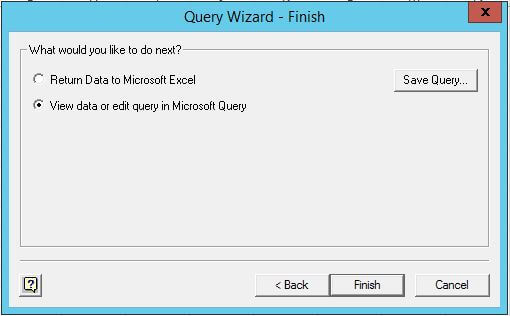 Query Wizard - Finish
x
What would you like to do next?
Return Data to Microsoft Excel
Save Query...
View data or edit query in Microsoft Query
?
< Back
Finish
Cancel